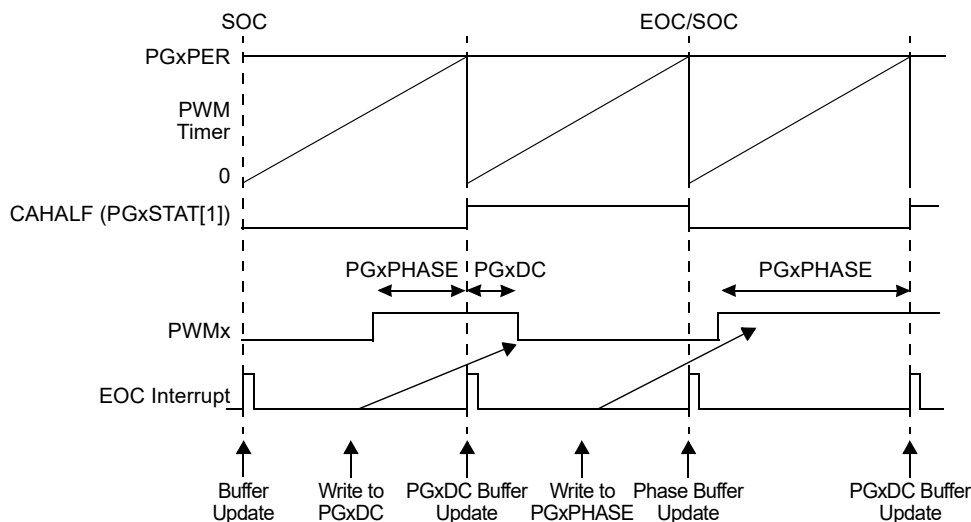 SOC
EOC/SOC
PGxPER
PWM
Timer
0
CAHALF (PGxSTAT[1])
PGxPHASE
PGxDC
PGxPHASE
PWMx
EOC Interrupt
Buffer
Update
Write to
PGxDC
PGxDC Buffer
Update
Write to
PGxPHASE
Phase Buffer
Update
PGxDC Buffer
Update